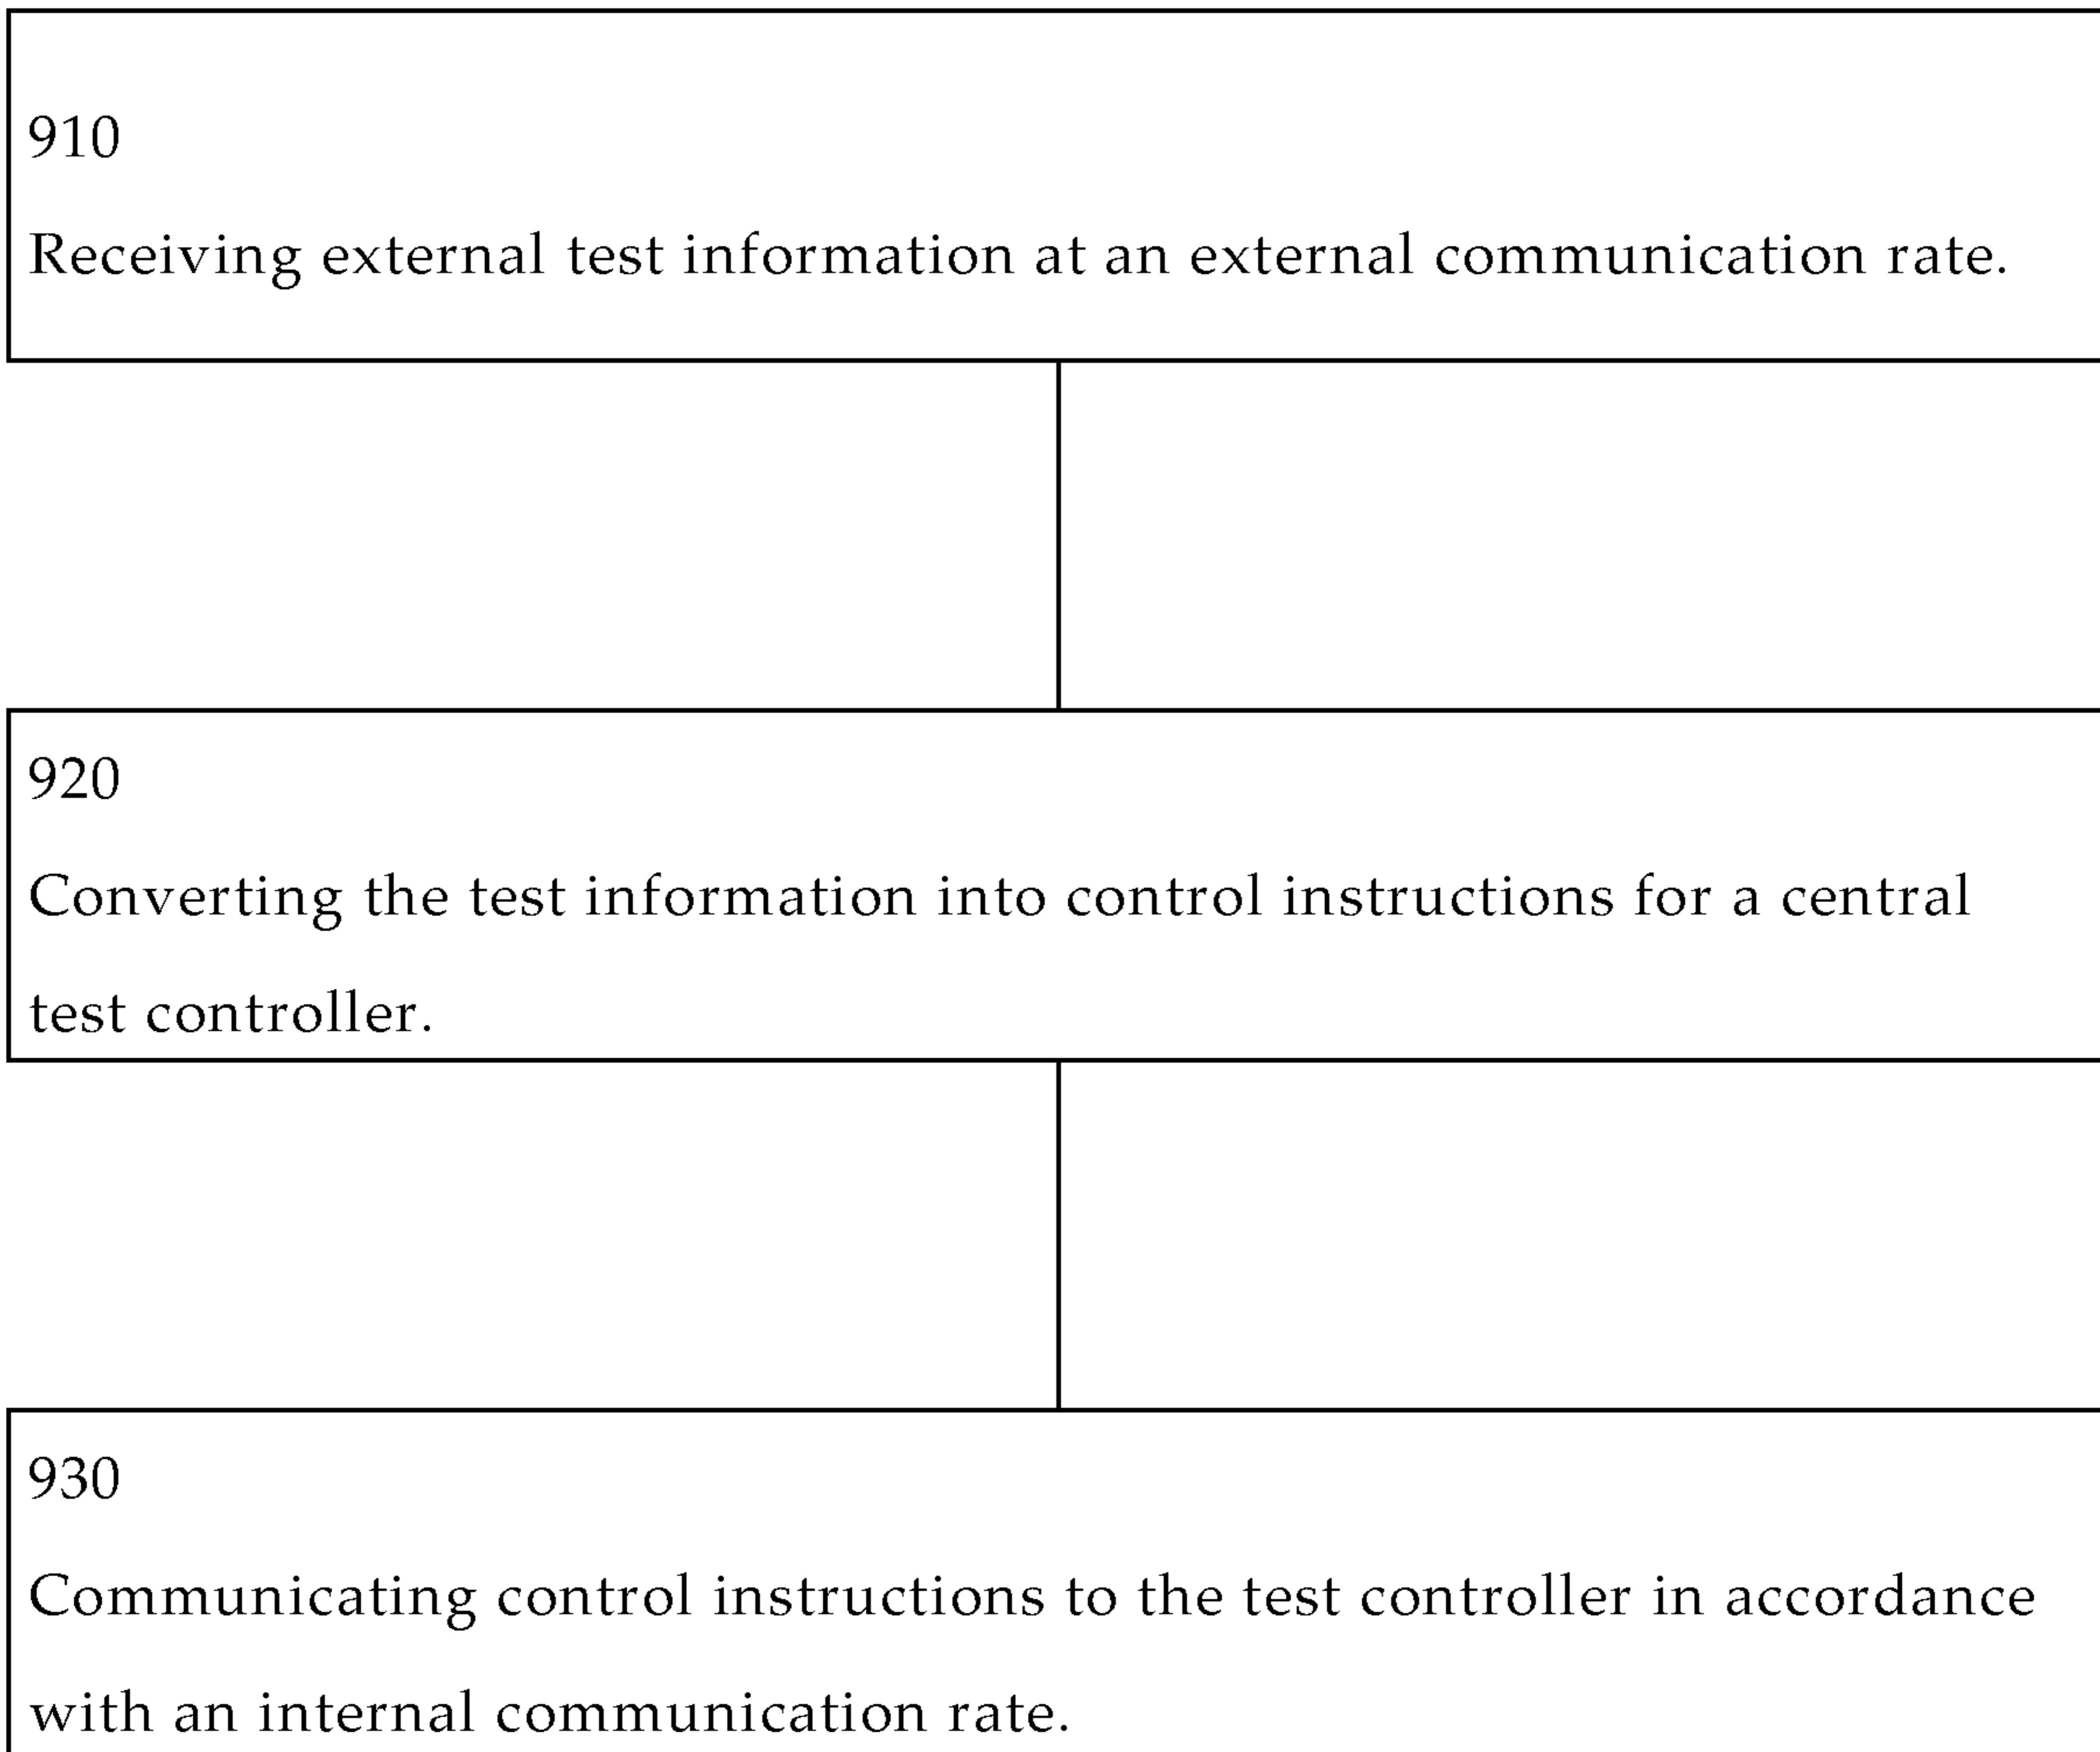 910
Receiving external test information at an external communication rate.
920
Converting the test information into control instructions for a central
test controller.
930
Communicating control instructions to the test controller in accordance
with an internal communication rate.